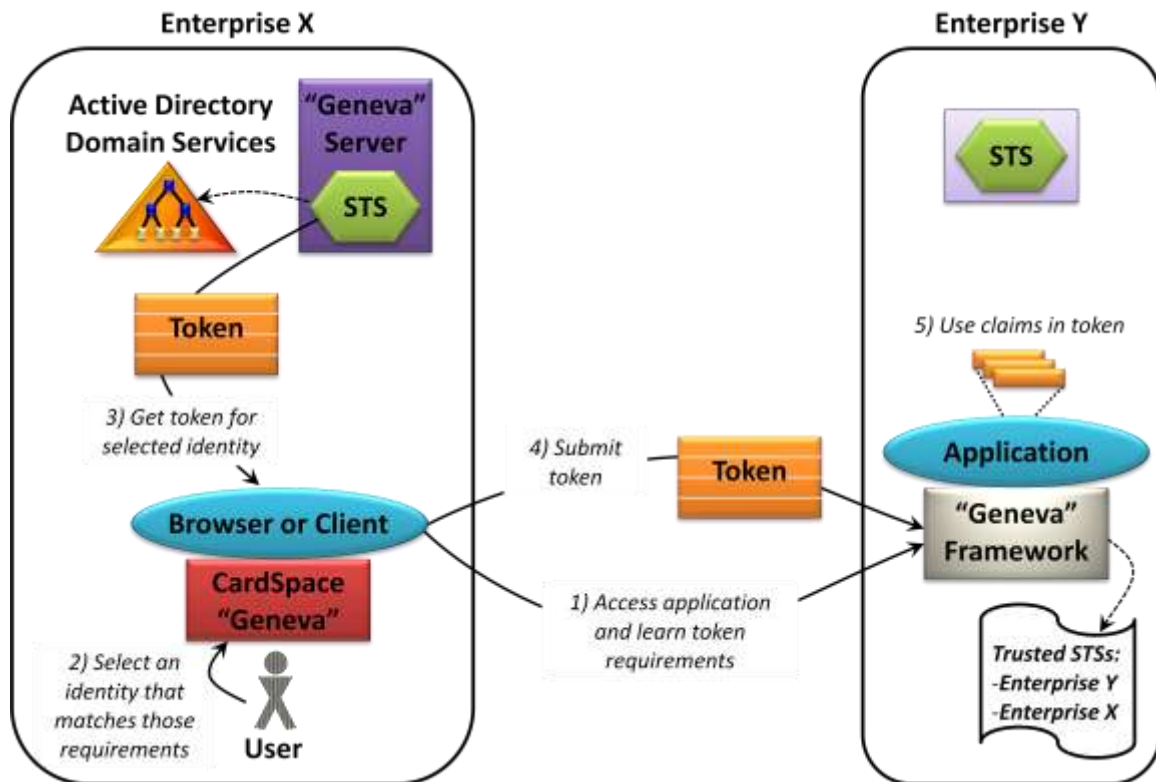 Enterprise X
Active Directory
Domain Services
“Geneva”
Server
STS
Token
3) Get token for
selected identity
Browser or Client
CardSpace
“Geneva”
2) Select an
identity that
matches those
requirements
User
4) Submit
token
Token
1) Access application
and learn token
requirements
Enterprise Y
STS
5) Use claims in token
Application
“Geneva”
Framework
Trusted STSs:
-Enterprise Y
-Enterprise X